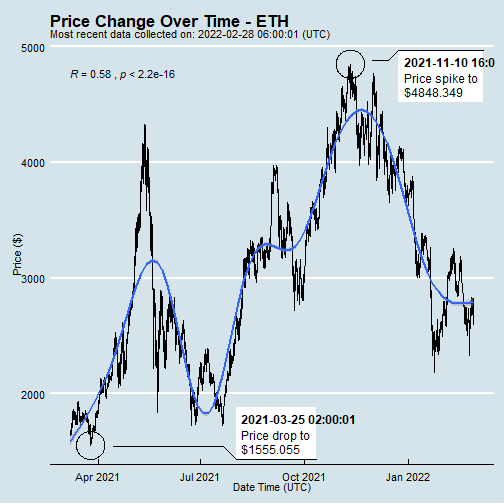 Price Change Over Time - ETH
Most recent data collected on: 2022-02-28 06:00:01 (UTC)
5000
R = 0.58 , p < 2.2e-16
2021-11-10 16:0
Price spike to
$4848.349
4000
Price ($)
3000
2000
2021-03-25 02:00:01
Price drop to
$1555.055
Apr 2021
Jul 2021
Oct 2021
Jan 2022
Date Time (UTC)